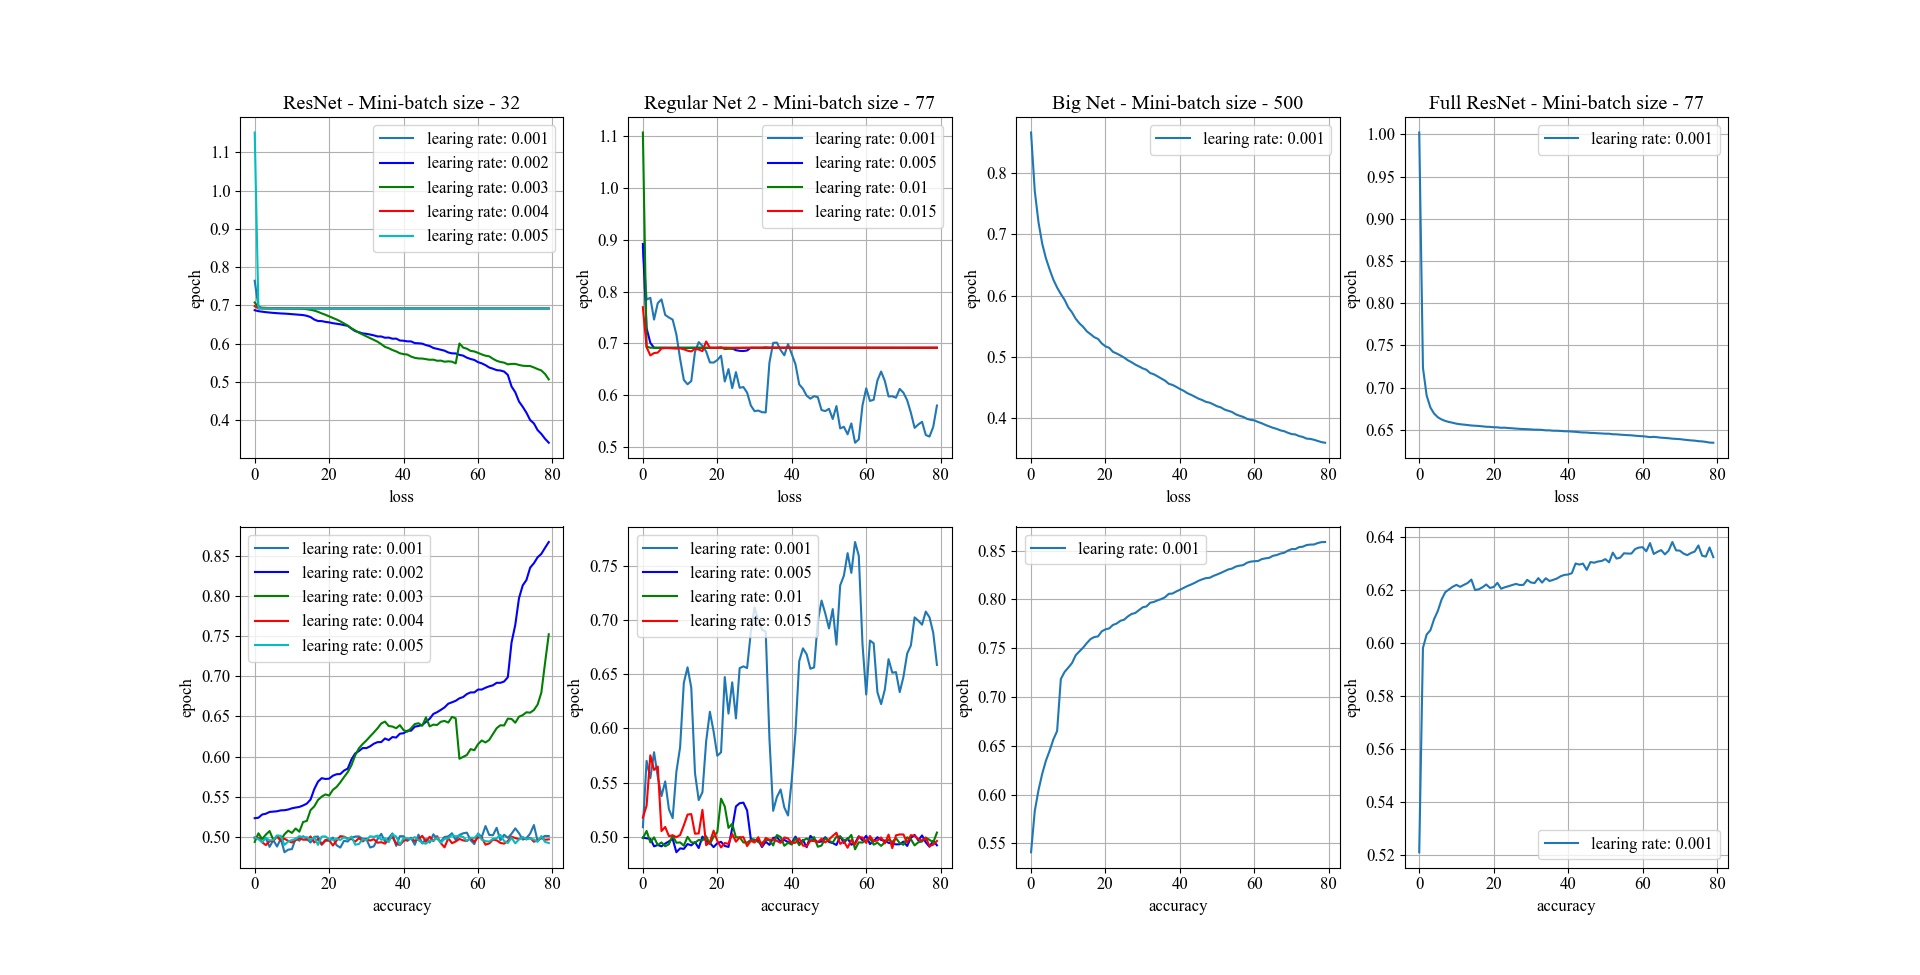 ResNet - Mini-batch size - 32
learing rate: 0.001
learing rate: 0.002
learing rate: 0.003
learing rate: 0.004
learing rate: 0.005
1.1
1.0
0.9
0.8
0.7
0.6
0.5
0.4
epoch
0 20 40 60 80
loss
Regular Net 2 - Mini-batch size - 77
learing rate: 0.001
learing rate: 0.005
learing rate: 0.01
learing rate: 0.015
1.1
1.0
0.9
0.8
0.7
0.6
0.5
epoch
0 20 40 60 80
loss
Big Net - Mini-batch size - 500
learing rate: 0.001
0.8
0.7
0.6
0.5
0.4
epoch
0 20 40 60 80
loss
Full ResNet - Mini-batch size - 77
learing rate: 0.001
1.00
0.95
0.90
0.85
0.80
0.75
0.70
0.65
epoch
0 20 40 60 80
loss
learing rate: 0.001
learing rate: 0.002
learing rate: 0.003
learing rate: 0.004
learing rate: 0.005
0.85
0.80
0.75
0.70
0.65
0.60
0.55
0.50
epoch
0 20 40 60 80
accuracy
learing rate: 0.001
learing rate: 0.005
learing rate: 0.01
learing rate: 0.015
0.75
0.70
0.65
0.60
0.55
0.50
epoch
0 20 40 60 80
accuracy
learing rate: 0.001
0.85
0.80
0.75
0.70
0.65
0.60
0.55
epoch
0 20 40 60 80
accuracy
0.64
0.62
0.60
0.58
0.56
0.54
0.52
epoch
learing rate: 0.001
0 20 40 60 80
accuracy